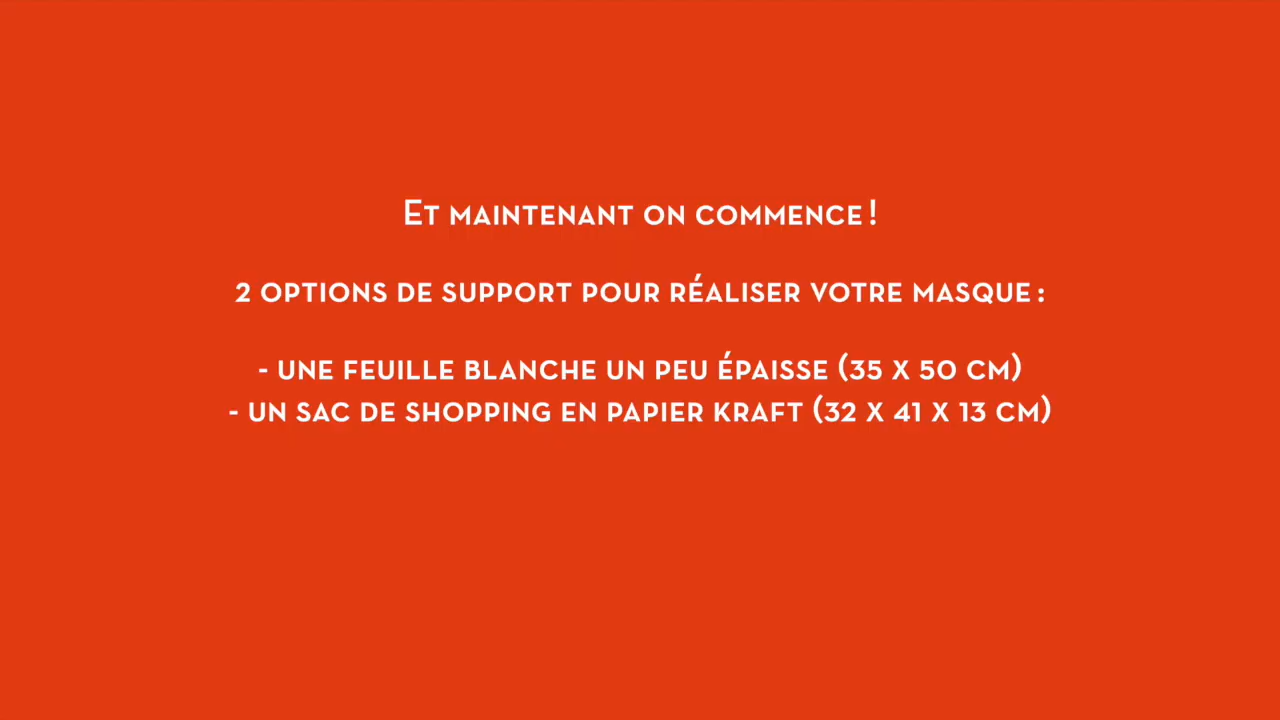 Et maintenant on commence !
2 options de support pour réaliser votre masque :
- une feuille blanche un peu épaisse (35 x 50 cm)
- un sac de shopping en papier kraft (32 x 41 x 13 cm)